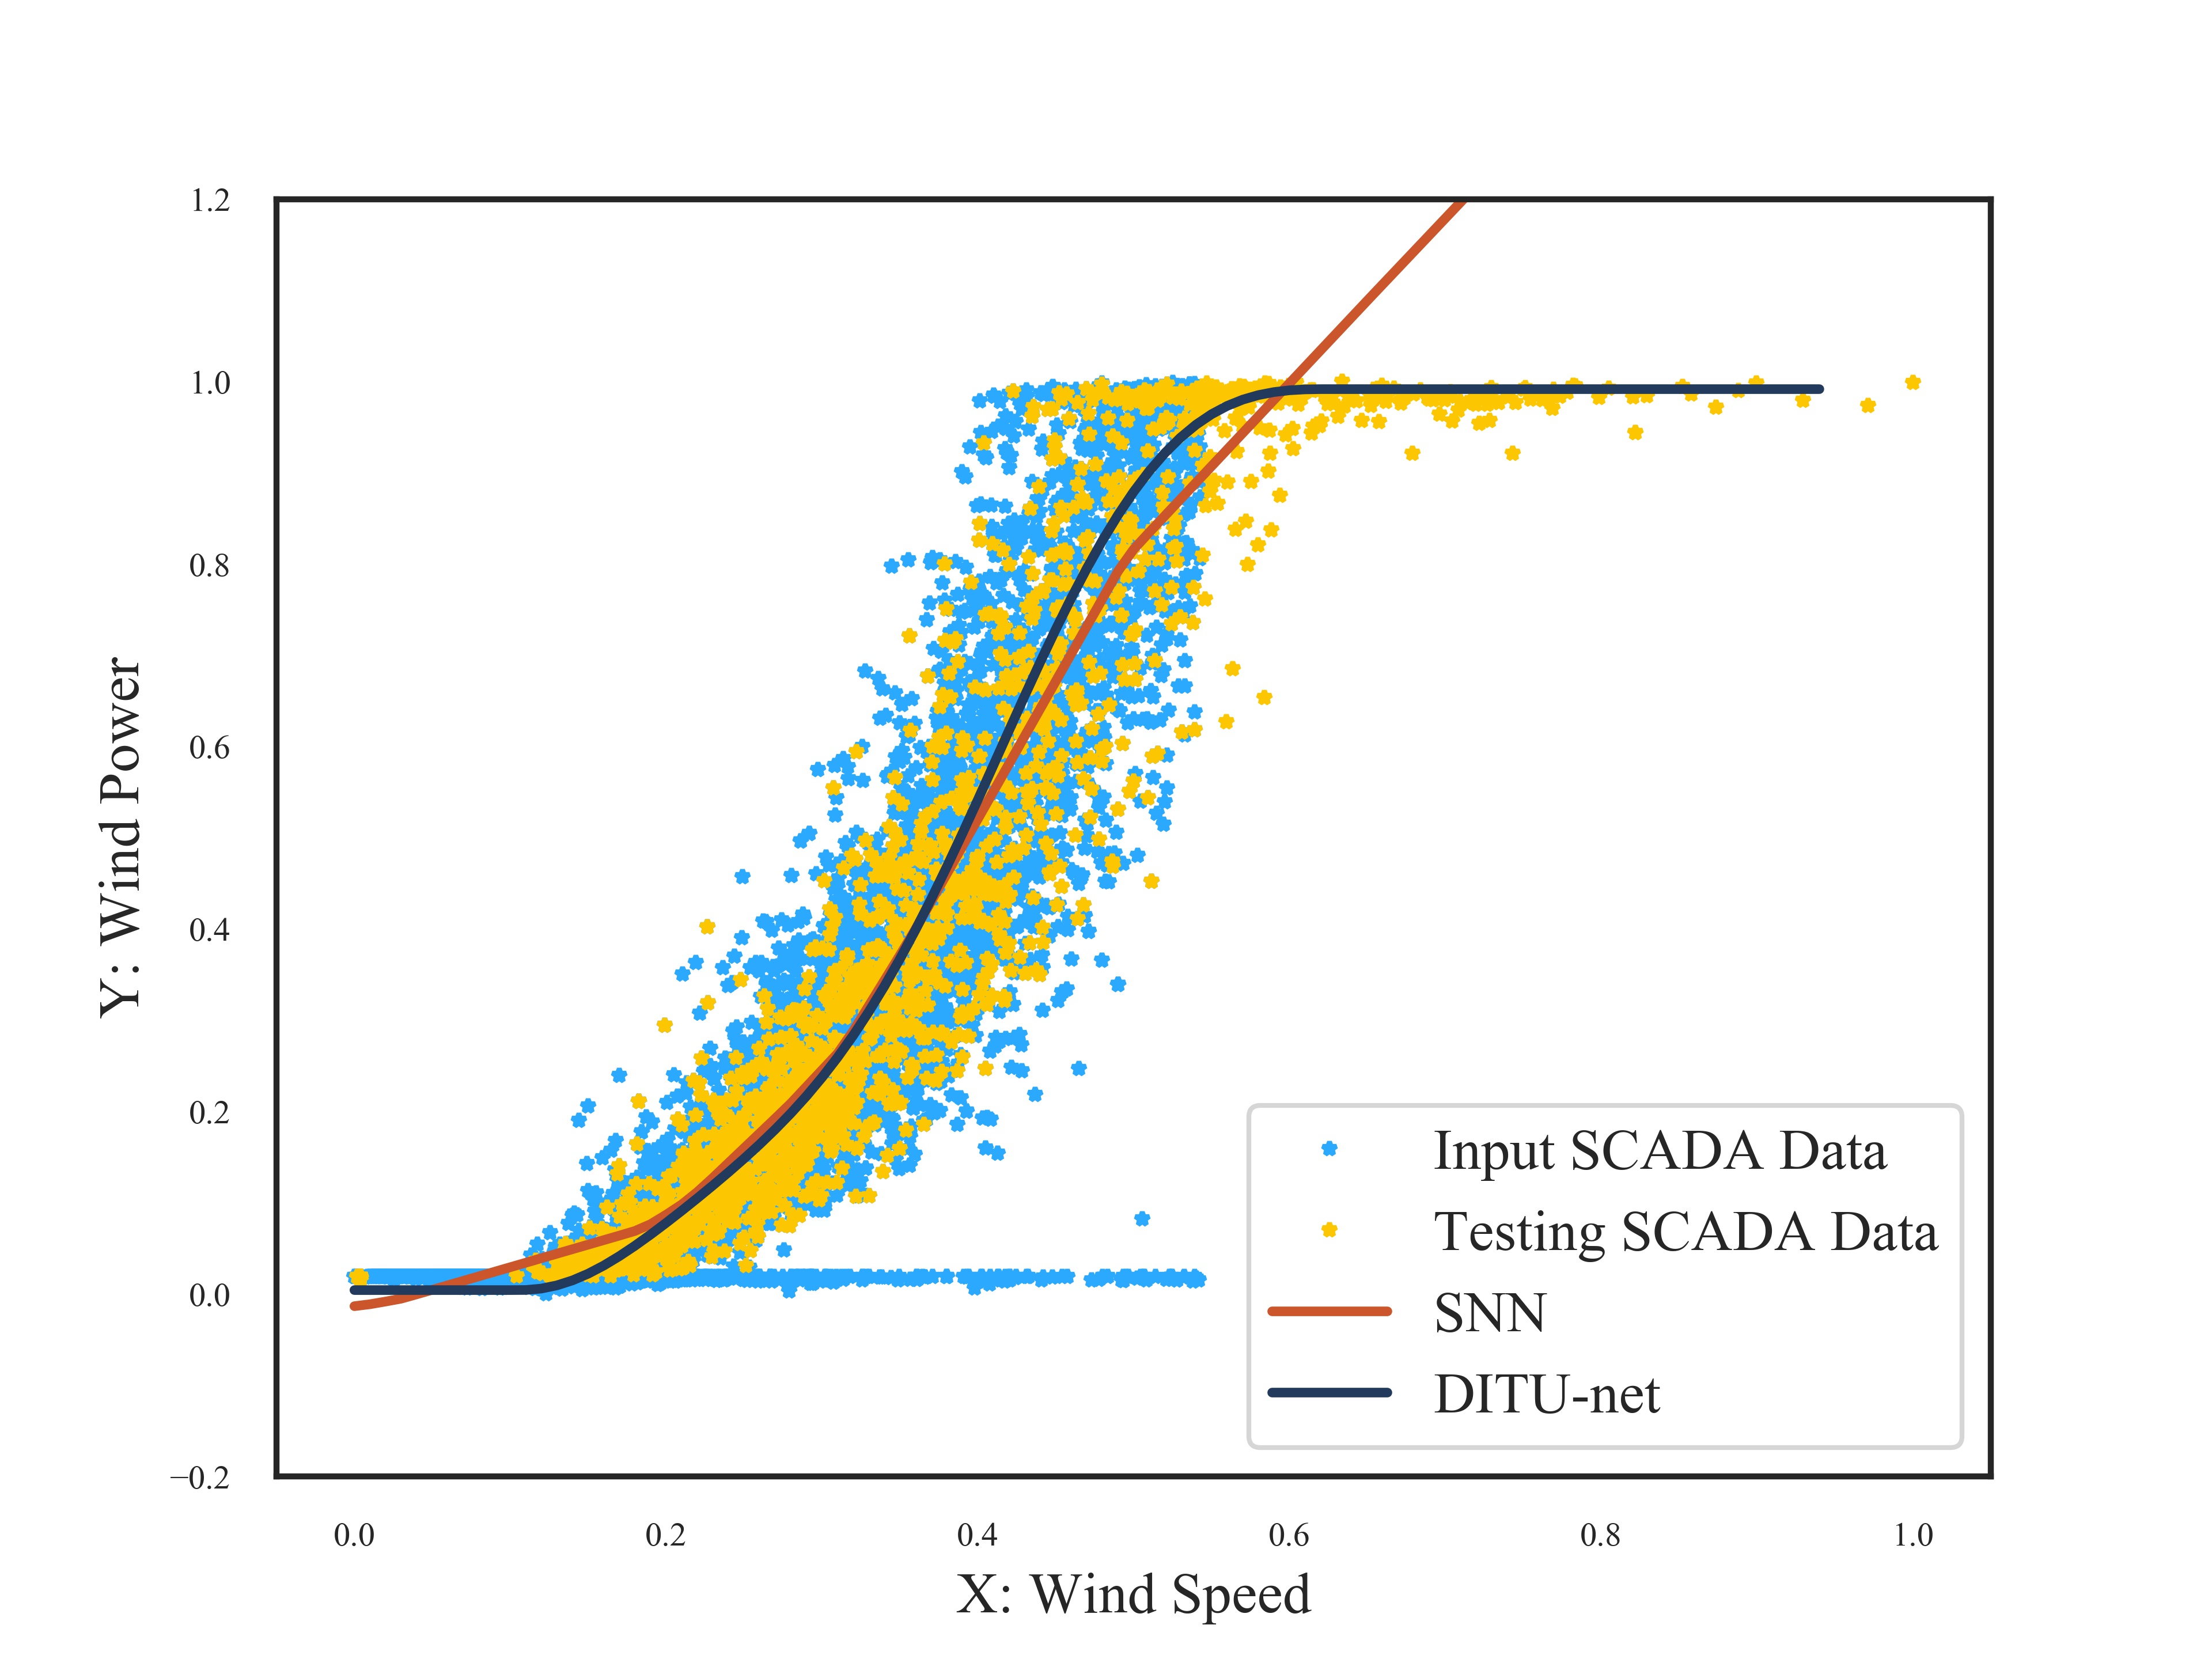 1.2
1.0
0.8
0.6
0.4
0.2
0.0
−0.2
Y: Wind Power
0.0 0.2 0.4 0.6 0.8 1.0
X: Wind Speed
Input SCADA Data
Testing SCADA Data
SNN
DITU-net